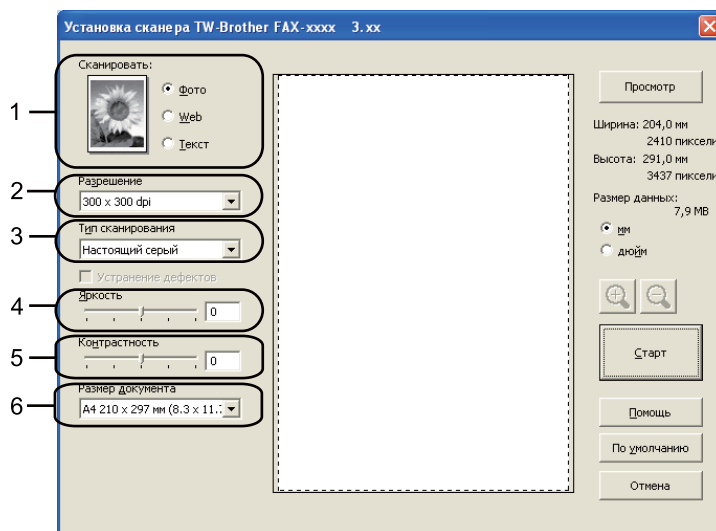 Установка сканера TW-Brother FAX-xxxx 3.xx
1
Сканировать:
Фото
Web
Текст
2
Разрешение
300 x 300 dpi
3
Тип сканирования
Настоящий серый
Устранение дефектов
4
Яркость
0
5
Контрастность
0
6
Размер документа
A4 210 x 297 мм (8.3 x 11.7
Просмотр
Ширина: 204,0 мм
2410 пиксели
Высота: 291,0 мм
3437 пиксели
Размер данных:
7,9 MB
мм
дюйм
Старт
Помощь
По умолчанию
Отмена